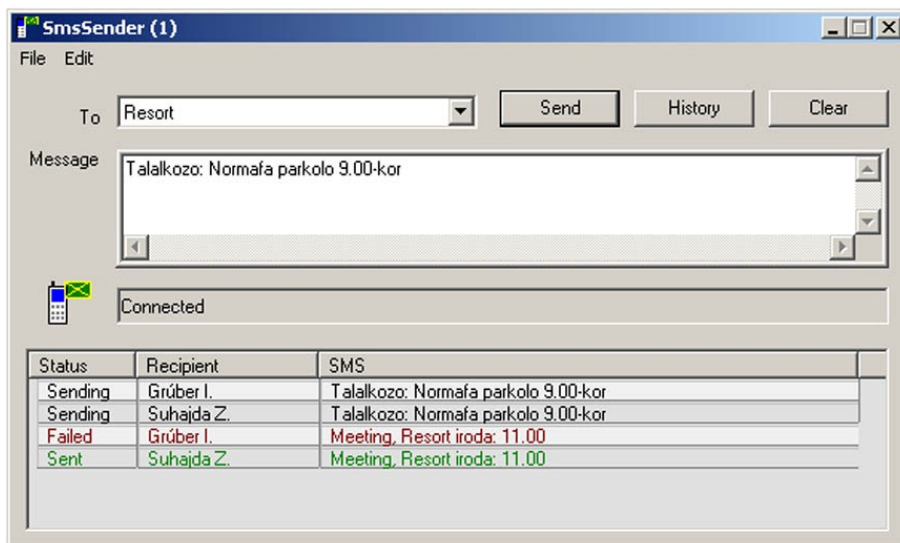 SmsSender (1)
File Edit
To Resort Send History Clear
Message Talalkozo: Normafa parkolo 9.00-kor
Connected
Status Recipient SMS
Sending Grúber I. Talalkozo: Normafa parkolo 9.00-kor
Sending Suhajda Z. Talalkozo: Normafa parkolo 9.00-kor
Failed Grúber I. Meeting, Resort iroda: 11.00
Sent Suhajda Z. Meeting, Resort iroda: 11.00